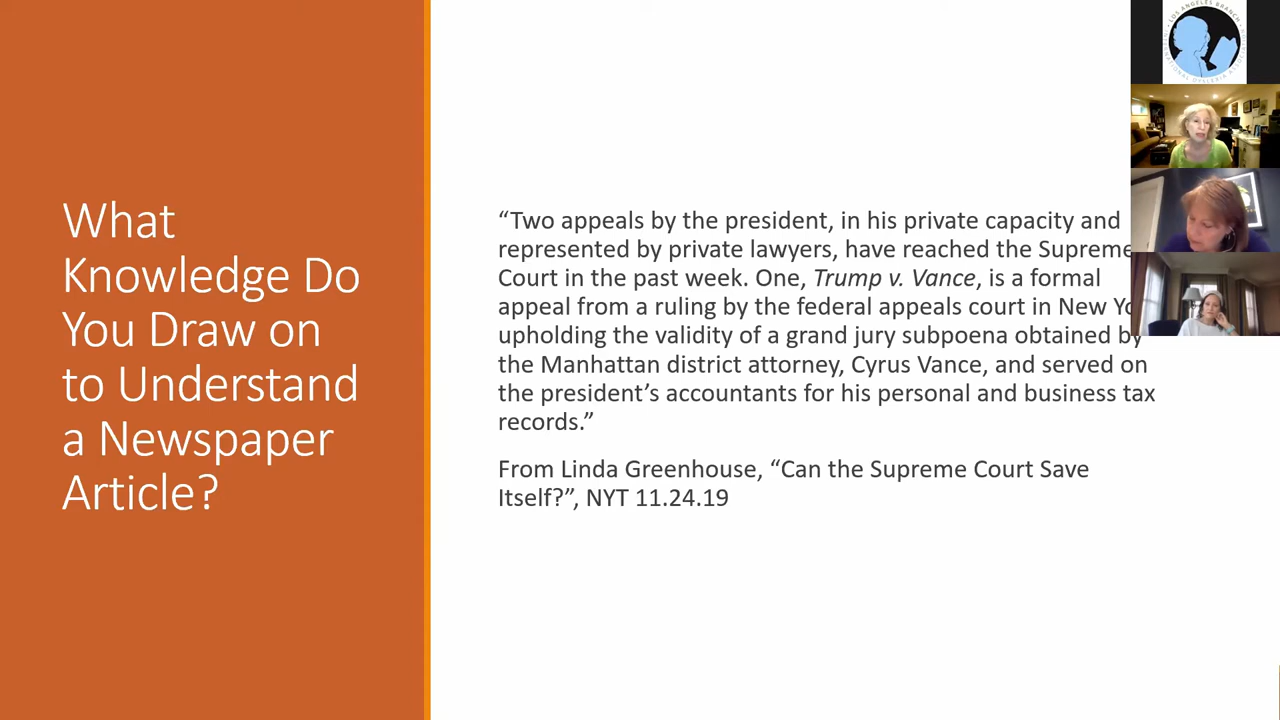 What
Knowledge Do
You Draw on
to Understand
a Newspaper
Article?
“Two appeals by the president, in his private capacity and
represented by private lawyers, have reached the Supreme
Court in the past week. One, Trump v. Vance, is a formal
appeal from a ruling by the federal appeals court in New
upholding the validity of a grand jury subpoena obtained by
the Manhattan district attorney, Cyrus Vance, and served on
the president’s accountants for his personal and business tax
records.”
From Linda Greenhouse, “Can the Supreme Court Save
Itself?”, NYT 11.24.19
LOS ANGELES BRANCH